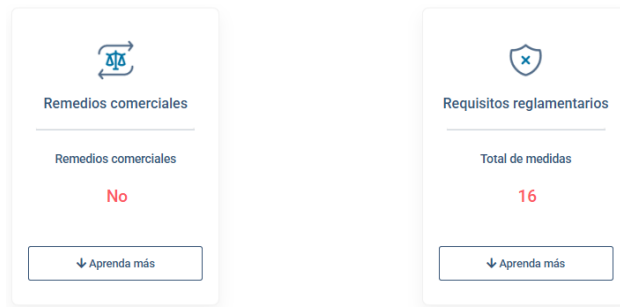 Remedios comerciales
Remedios comerciales
No
Aprenda más
Requisitos reglamentarios
Total de medidas
16
Aprenda más